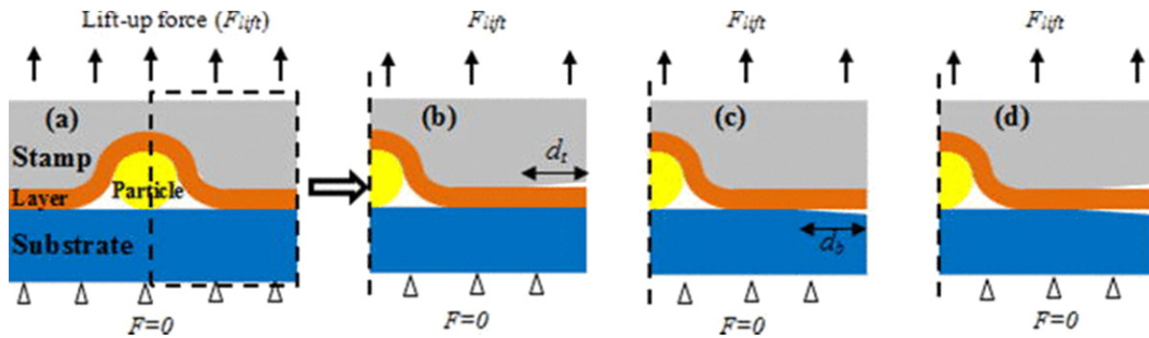 Lift-up force (Flift)
Flift
Flift
Flift
(a)
(b)
(c)
(d)
Stamp
dt
Particle
Layer
Substrate
db
F=0
F=0
F=0
F=0